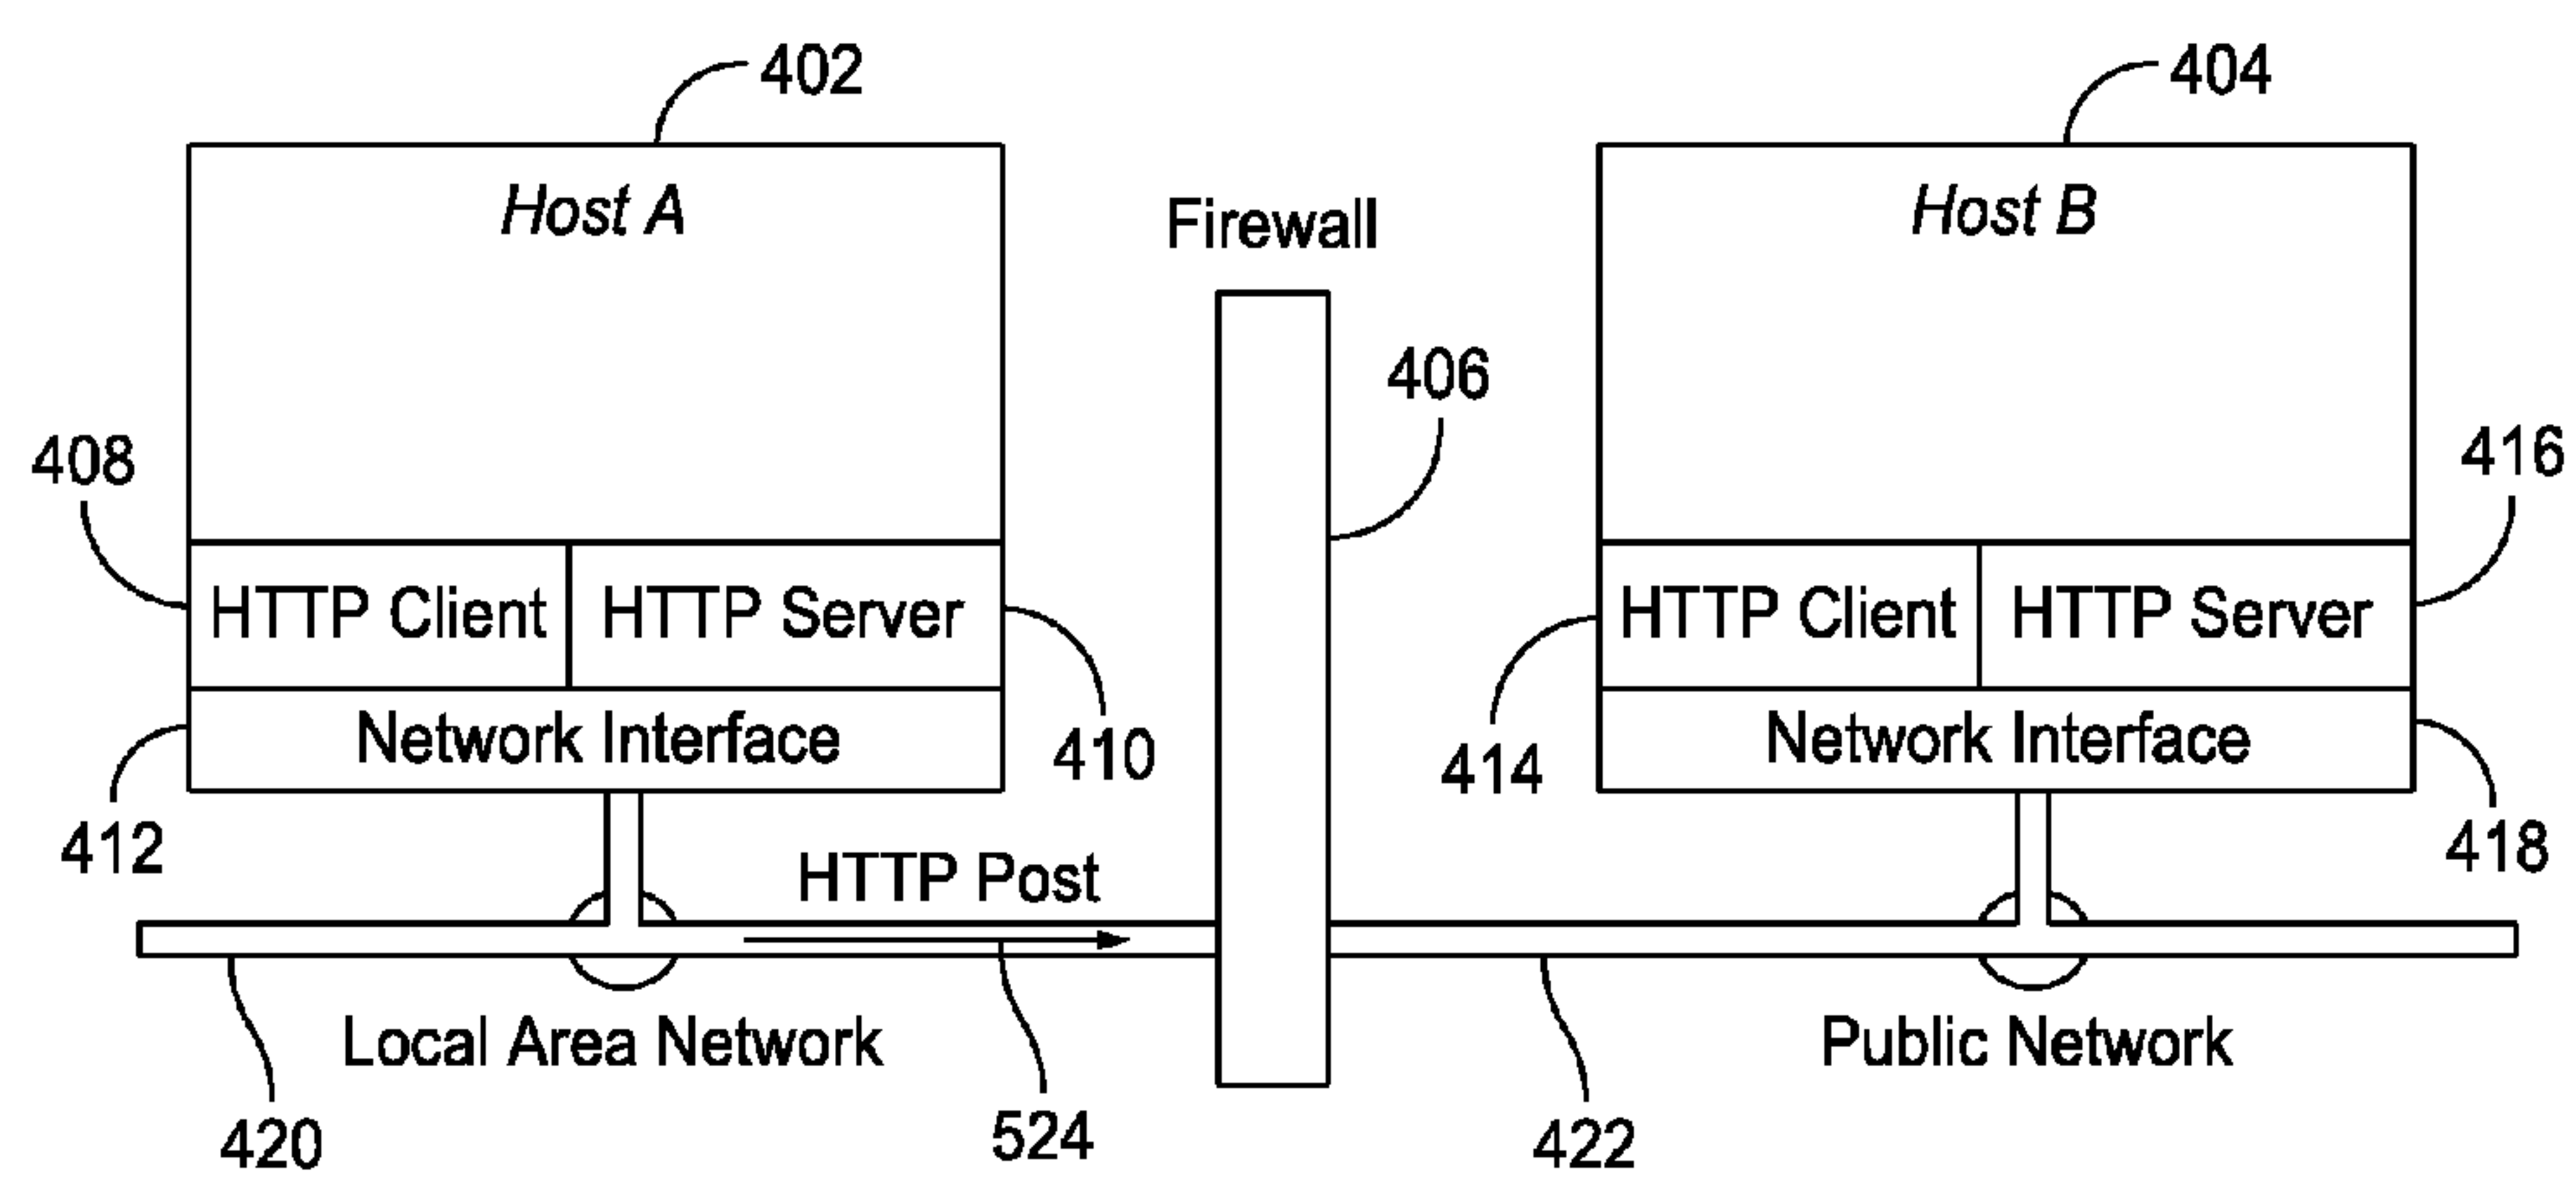 402
404
Host A
Firewall
Host B
406
408
416
HTTP Client
HTTP Server
HTTP Client
HTTP Server
Network Interface
410
414
Network Interface
412
HTTP Post
418
Local Area Network
Public Network
420
524
422